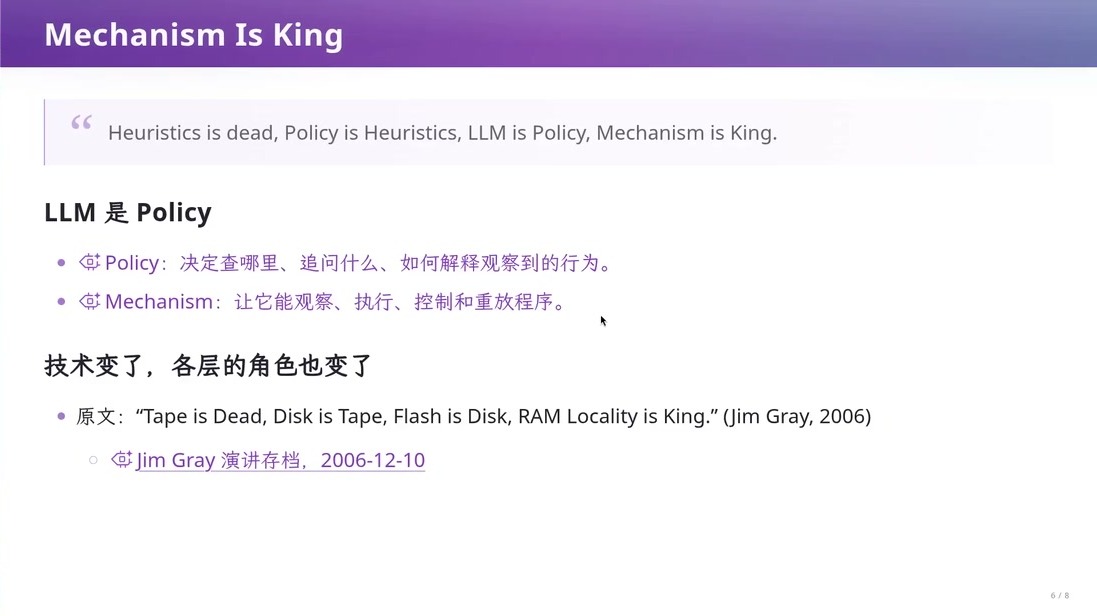 Mechanism Is King
“ Heuristics is dead, Policy is Heuristics, LLM is Policy, Mechanism is King.
LLM 是 Policy
Policy：决定查哪里、追问什么、如何解释观察到的行为。
Mechanism：让它能观察、执行、控制和重放程序。
技术变了，各层的角色也变了
原文：“Tape is Dead, Disk is Tape, Flash is Disk, RAM Locality is King.” (Jim Gray, 2006)
Jim Gray 演讲存档，2006-12-10
6 / 8